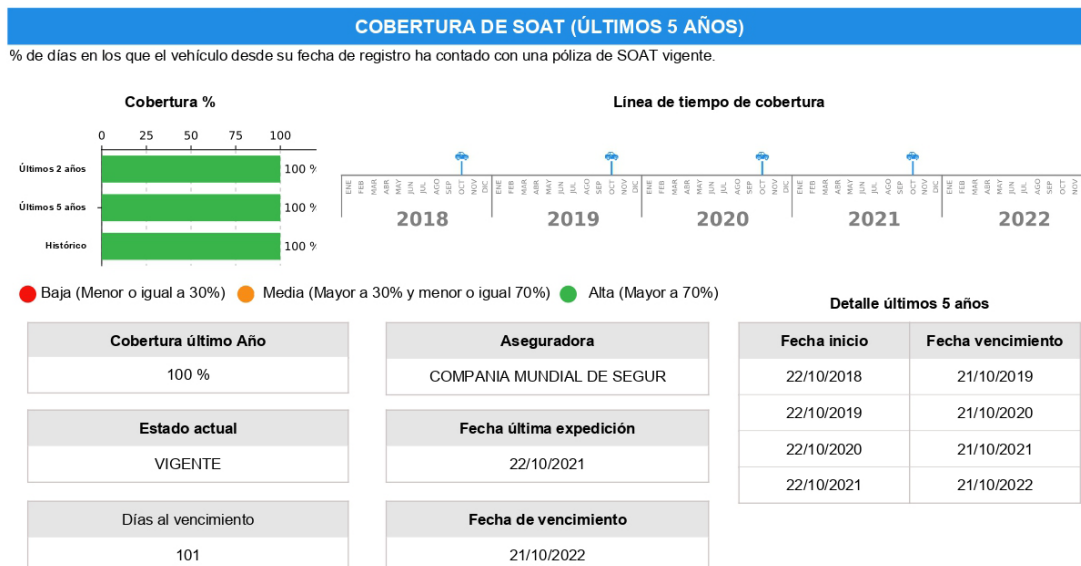 COBERTURA DE SOAT (ÚLTIMOS 5 AÑOS)
% de días en los que el vehículo desde su fecha de registro ha contado con una póliza de SOAT vigente.
Cobertura %
0 25 50 75 100
Últimos 2 años 100 %
Últimos 5 años 100 %
Histórico 100 %
Línea de tiempo de cobertura
ENE FEB MAR ABR MAY JUN JUL AGO SEP OCT NOV DIC ENE FEB MAR ABR MAY JUN JUL AGO SEP OCT NOV DIC ENE FEB MAR ABR MAY JUN JUL AGO SEP OCT NOV DIC ENE FEB MAR ABR MAY JUN JUL AGO SEP OCT NOV DIC ENE FEB MAR ABR MAY JUN JUL AGO SEP OCT NOV
2018 2019 2020 2021 2022
Baja (Menor o igual a 30%) Media (Mayor a 30% y menor o igual 70%) Alta (Mayor a 70%)
Cobertura último Año
100 %
Estado actual
VIGENTE
Días al vencimiento
101
Aseguradora
COMPANIA MUNDIAL DE SEGUR
Fecha última expedición
22/10/2021
Fecha de vencimiento
21/10/2022
Detalle últimos 5 años
Fecha inicio Fecha vencimiento
22/10/2018 21/10/2019
22/10/2019 21/10/2020
22/10/2020 21/10/2021
22/10/2021 21/10/2022